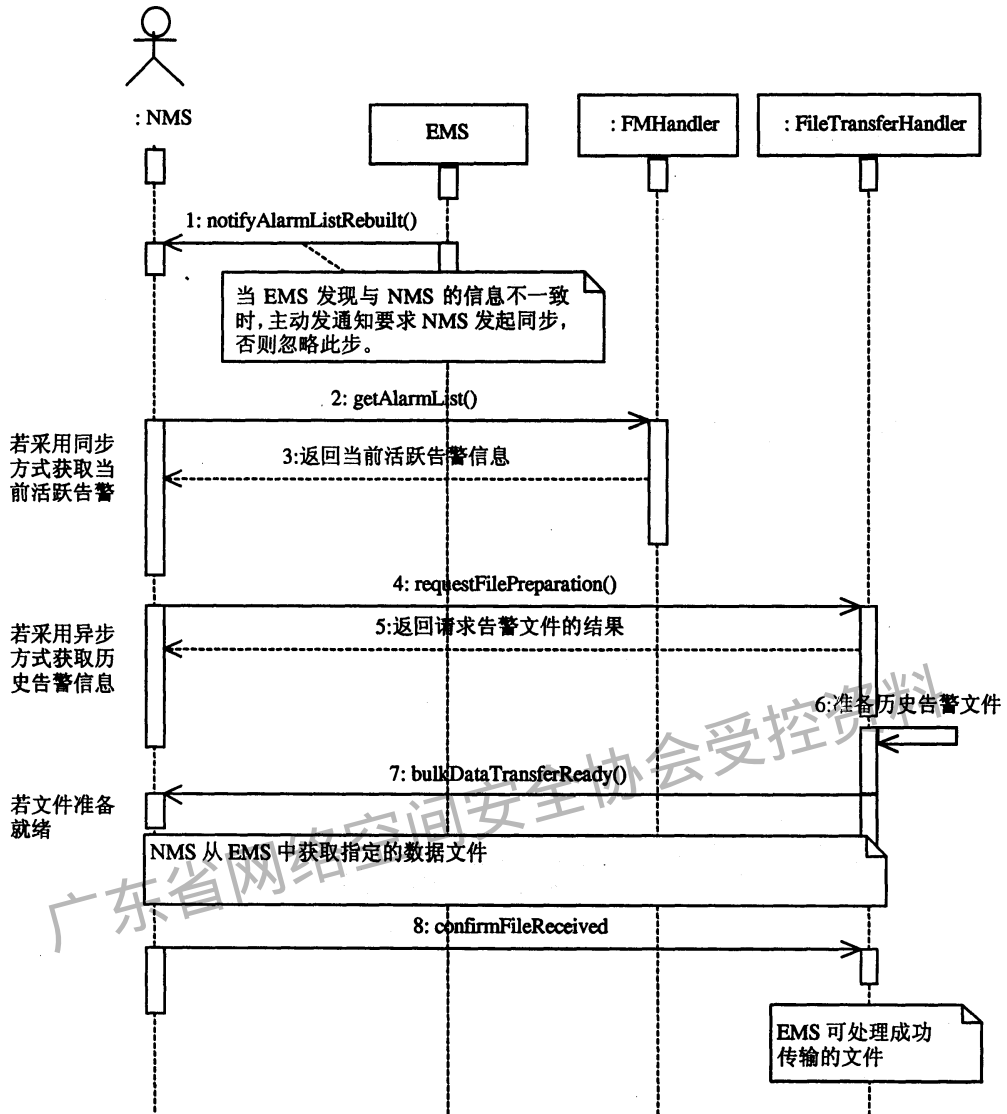 : NMS
EMS
: FMHandler
: FileTransferHandler
1: notifyAlarmListRebuilt()
当 EMS 发现与 NMS 的信息不一致
时，主动发通知要求 NMS 发起同步，
否则忽略此步。
2: getAlarmList()
若采用同步
方式获取当
前活跃告警
3:返回当前活跃告警信息
4: requestFilePreparation()
若采用异步
方式获取历
史告警信息
5:返回请求告警文件的结果
6:准备历史告警文件
7: bulkDataTransferReady()
若文件准备
就绪
NMS 从 EMS 中获取指定的数据文件
8: confirmFileReceived
EMS 可处理成功
传输的文件
广东省网络空间安全协会受控资料